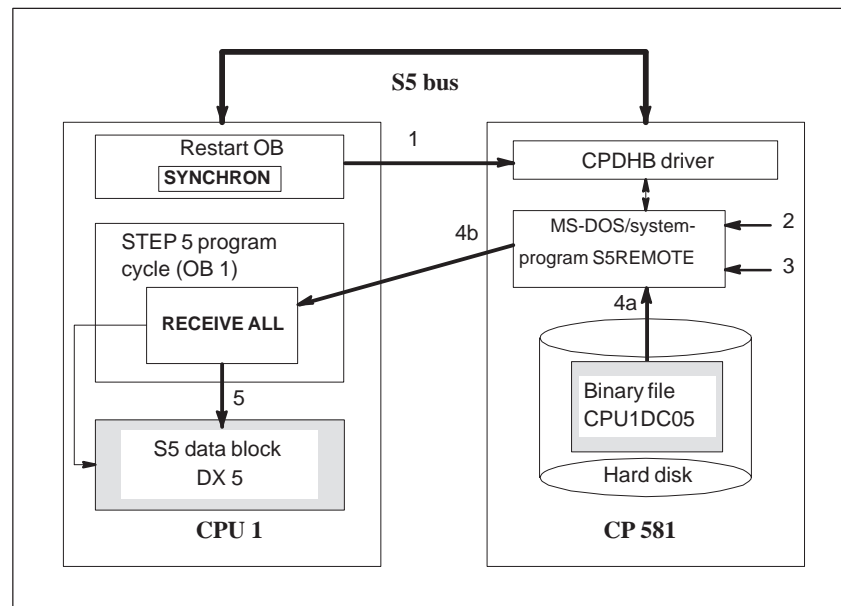 S5 bus
Restart OB
SYNCHRON
1
CPDHB driver
STEP 5 program
cycle (OB 1)
RECEIVE ALL
4b
MS-DOS/system-
program S5REMOTE
2
3
4a
5
S5 data block
DX 5
Binary file
CPU1DC05
Hard disk
CPU 1
CP 581